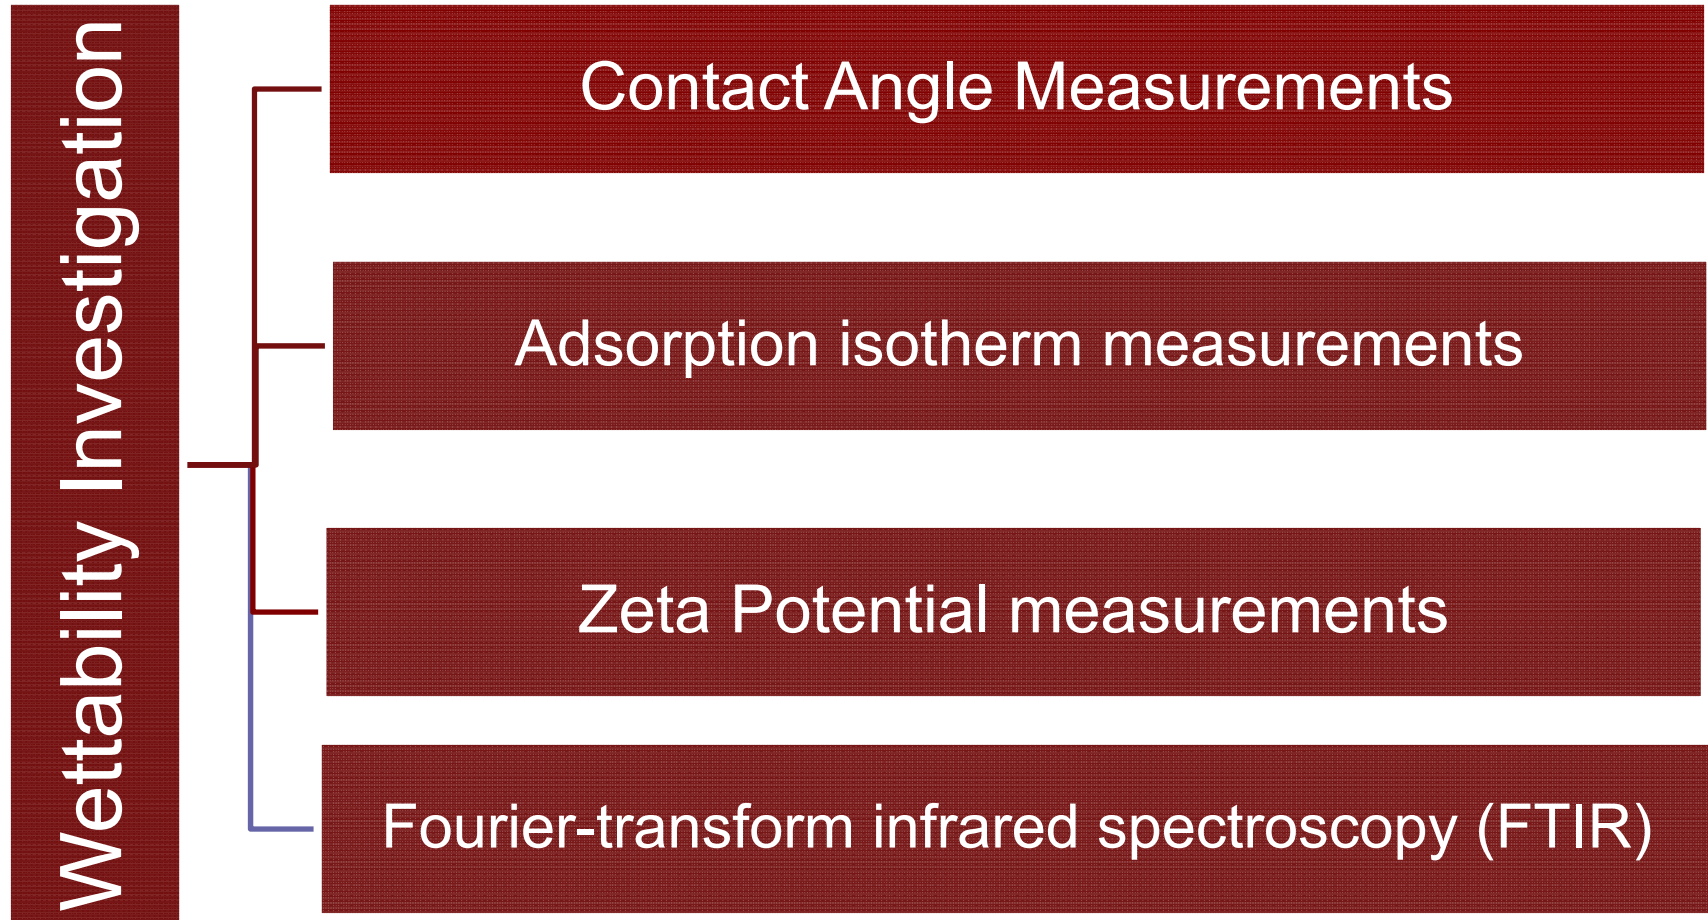 Wettability Investigation
Contact Angle Measurements
Adsorption isotherm measurements
Zeta Potential measurements
Fourier-transform infrared spectroscopy (FTIR)